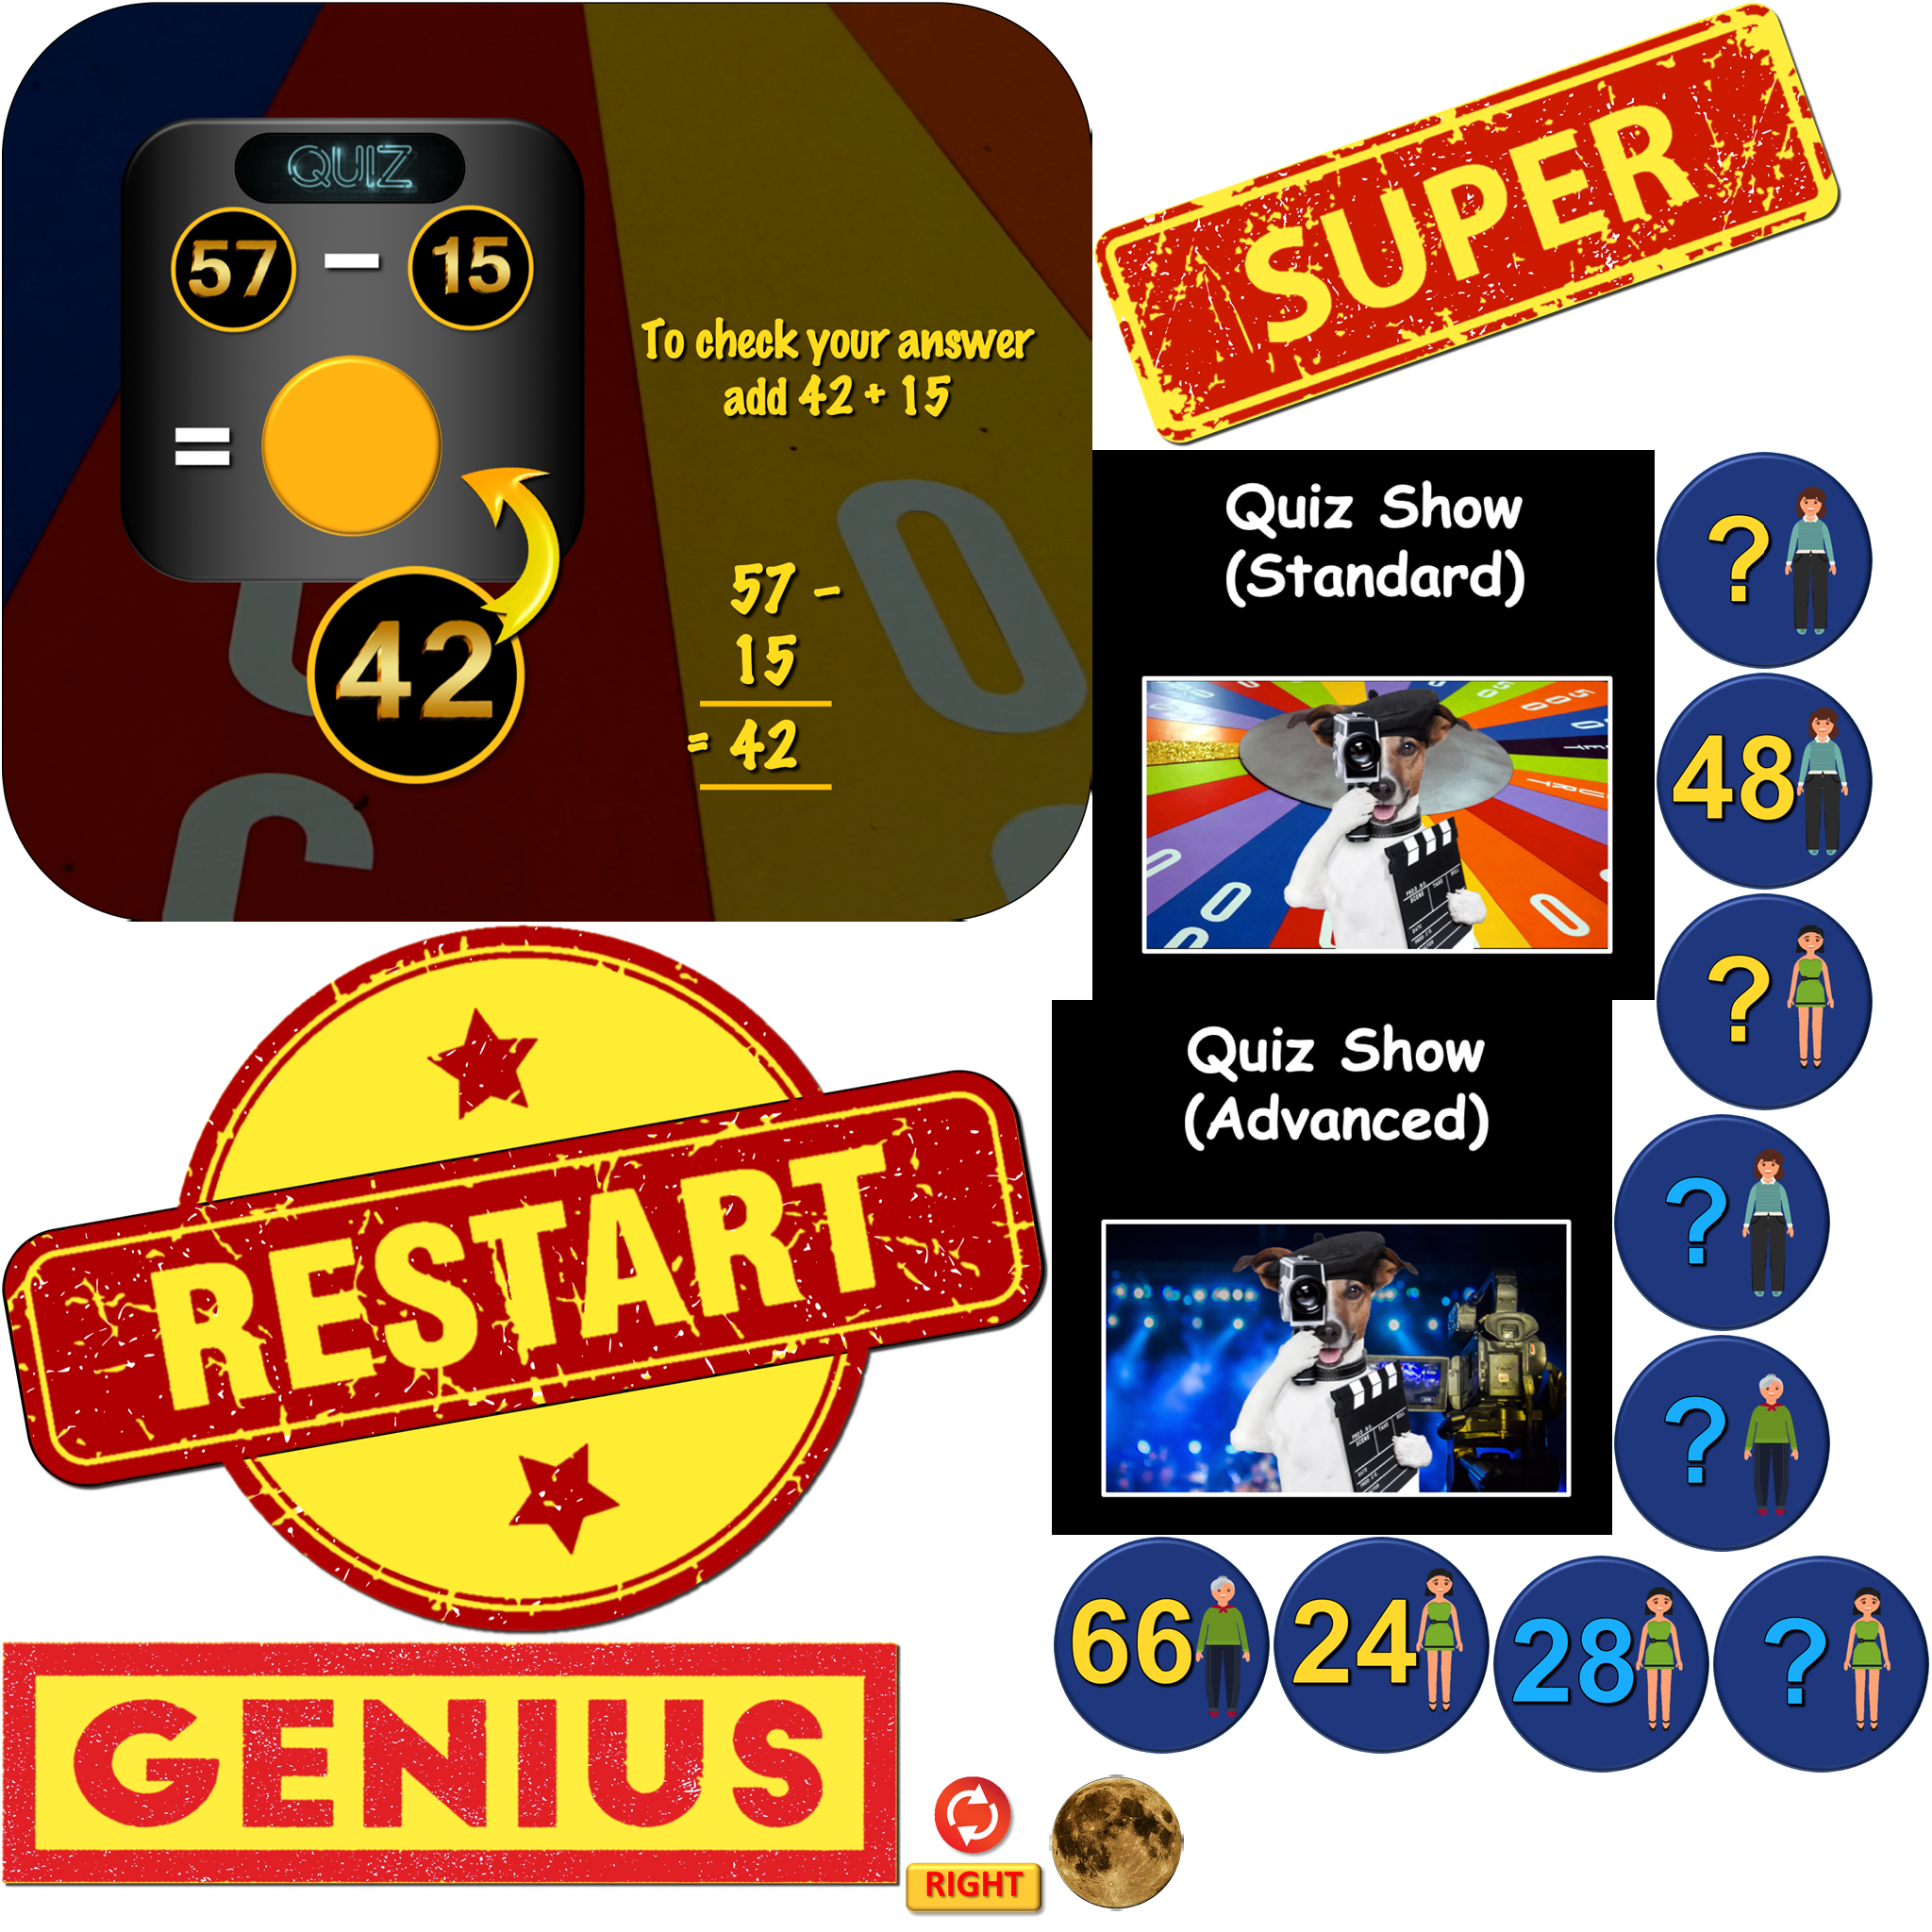 QUIZ
57 - 15
=
42
To check your answer
add 42 + 15
57 -
15
= 42
SUPER
Quiz Show
(Standard)
?
48
?
Quiz Show
(Advanced)
?
?
66
24
28
?
RESTART
GENIUS
RIGHT